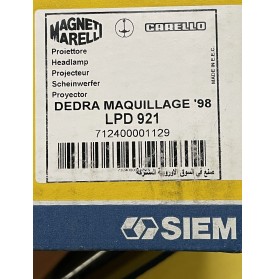 MAGNETI MARELLI CARELLO
Proiettore
Headlamp
Projecteur
Scheinwerfer
Proyector
MADE IN E.E.C.
DEDRA MAQUILLAGE '98
LPD 921
712400001129
صنع في السوق الاوروبية المشتركة
SIEM